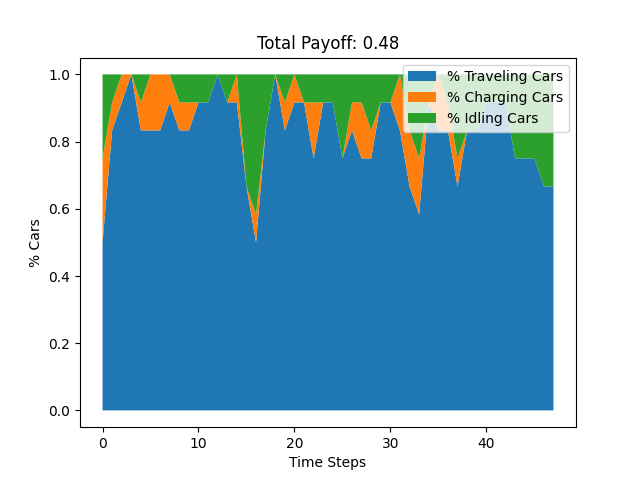 Total Payoff: 0.48
% Traveling Cars
% Charging Cars
% Idling Cars
1.0
0.8
0.6
0.4
0.2
0.0
% Cars
0 10 20 30 40
Time Steps